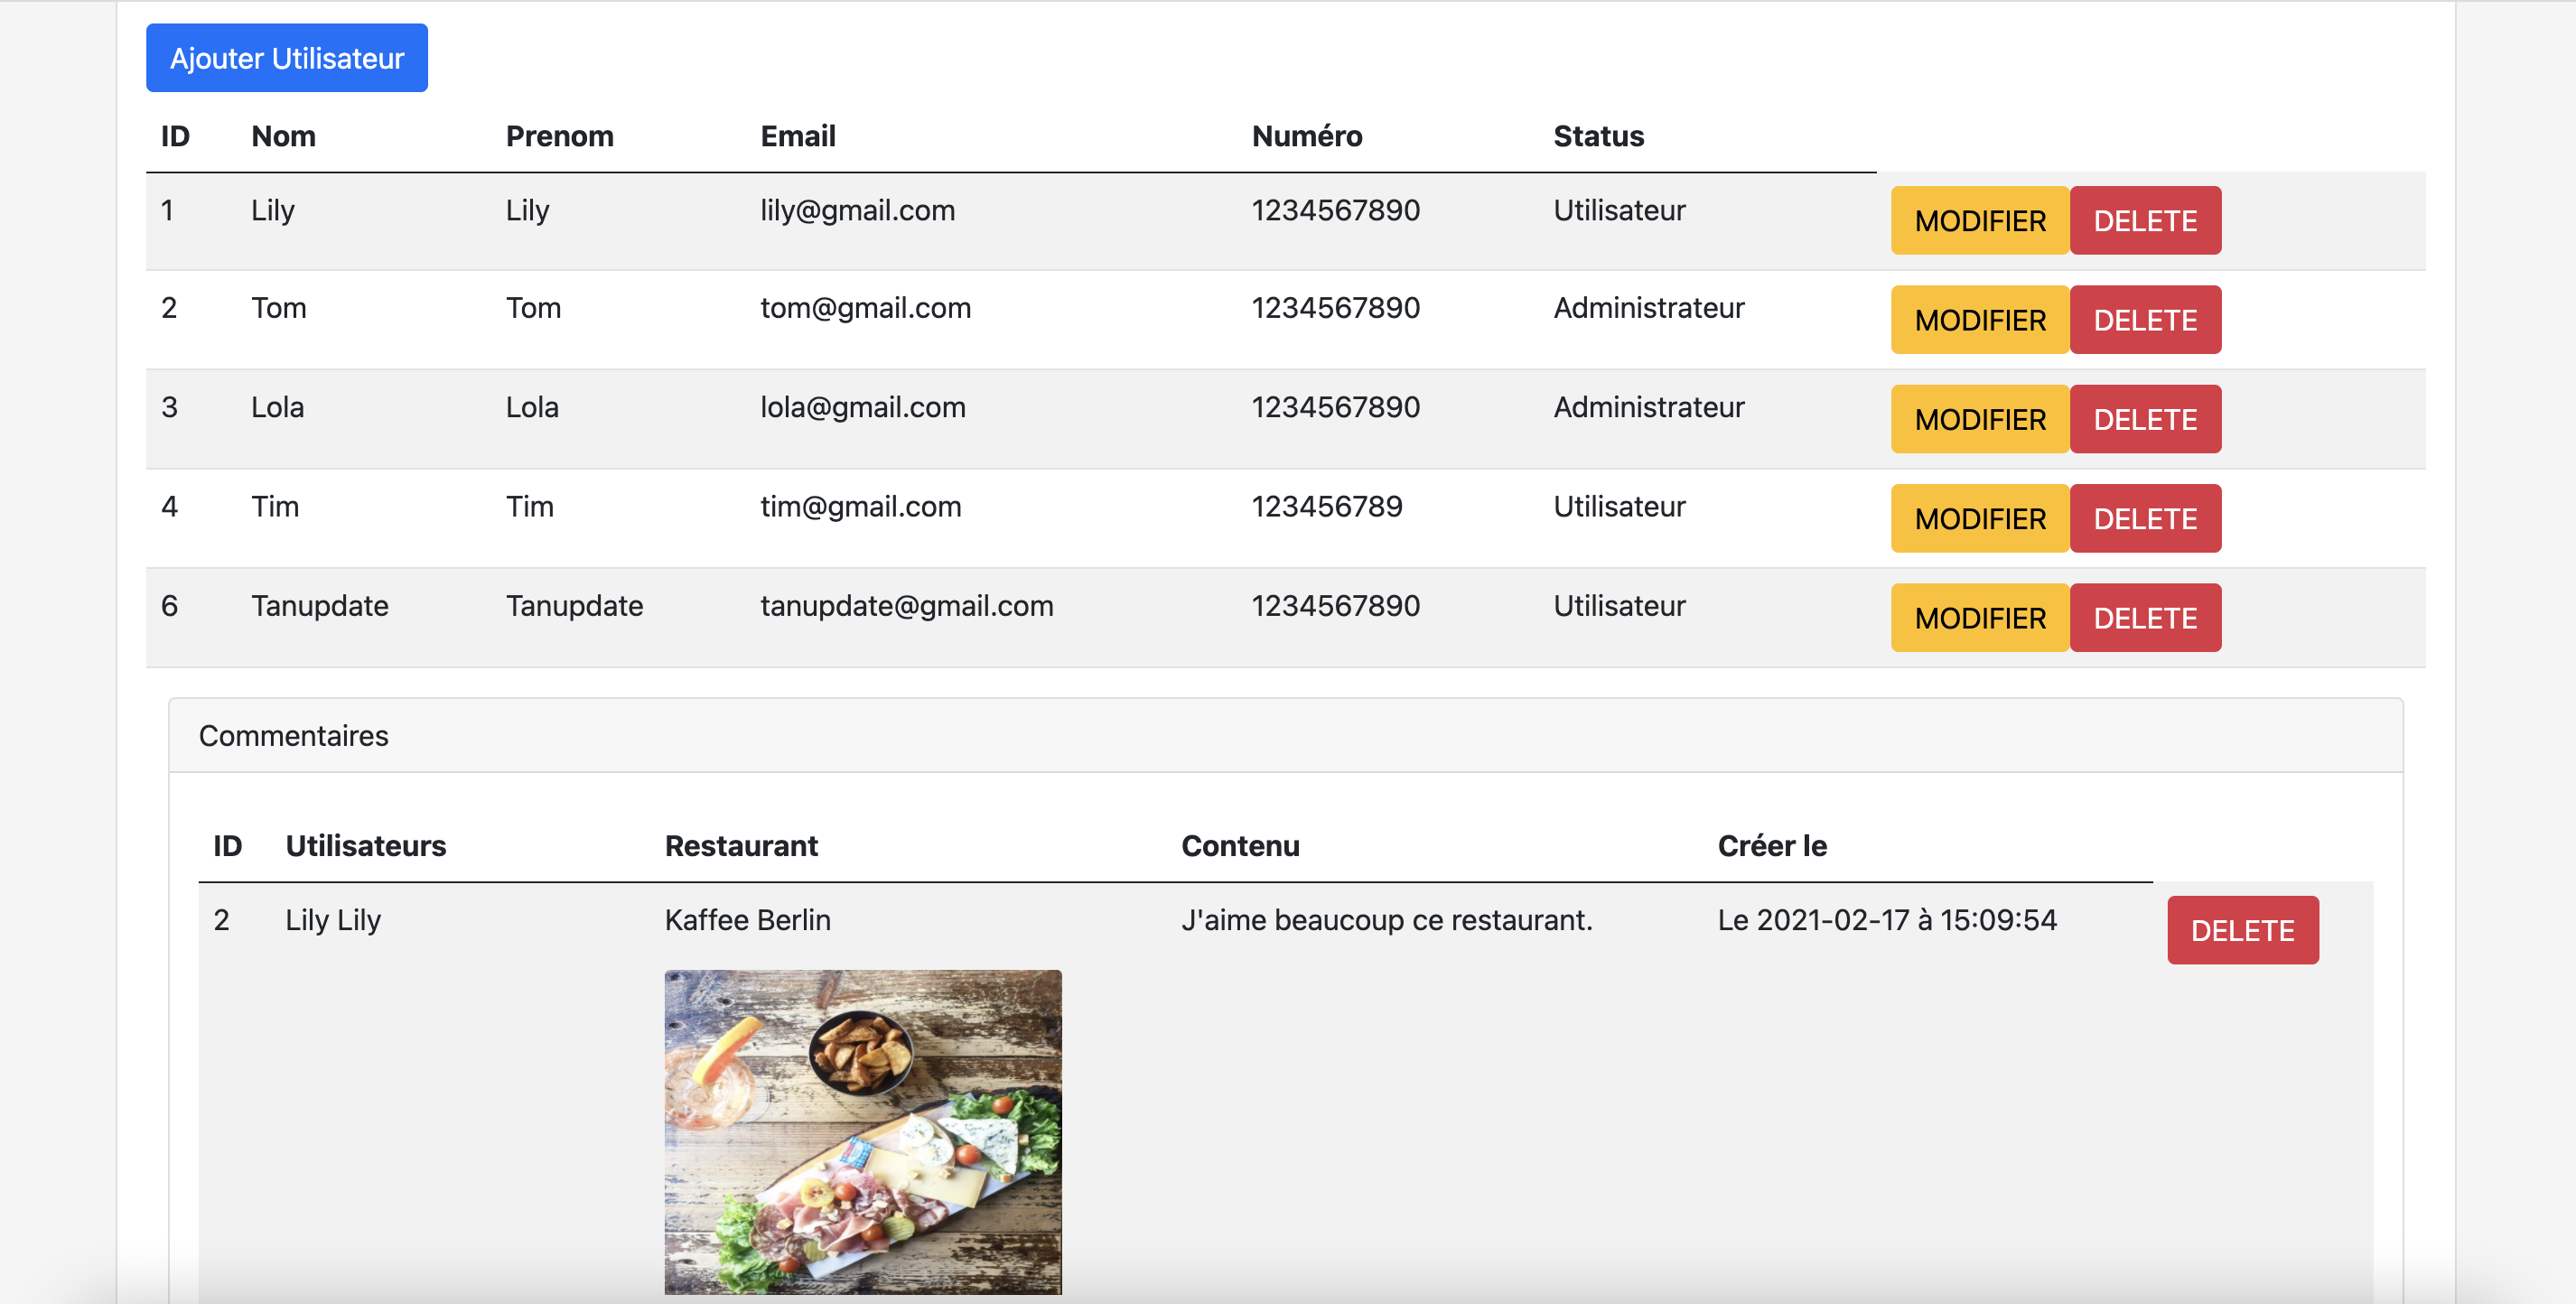 Ajouter Utilisateur
ID Nom Prenom Email Numéro Status
1 Lily Lily lily@gmail.com 1234567890 Utilisateur MODIFIER DELETE
2 Tom Tom tom@gmail.com 1234567890 Administrateur MODIFIER DELETE
3 Lola Lola lola@gmail.com 1234567890 Administrateur MODIFIER DELETE
4 Tim Tim tim@gmail.com 123456789 Utilisateur MODIFIER DELETE
6 Tanupdate Tanupdate tanupdate@gmail.com 1234567890 Utilisateur MODIFIER DELETE
Commentaires
ID Utilisateurs Restaurant Contenu Créer le
2 Lily Lily Kaffee Berlin J'aime beaucoup ce restaurant. Le 2021-02-17 à 15:09:54 DELETE